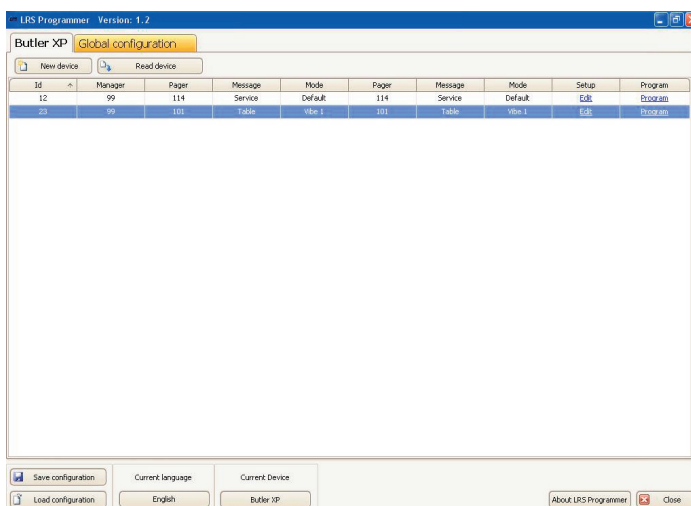 LRS Programmer Version: 1.2
Butler XP Global configuration
New device Read device
Id Manager Pager Message Mode Pager Message Mode Setup Program
12 99 114 Service Default 114 Service Default Edit Program
23 99 101 Table Vibe 1 101 Table Vibe 1 Edit Program
Save configuration Current language Current Device
Load configuration English Butler XP About LRS Programmer Close